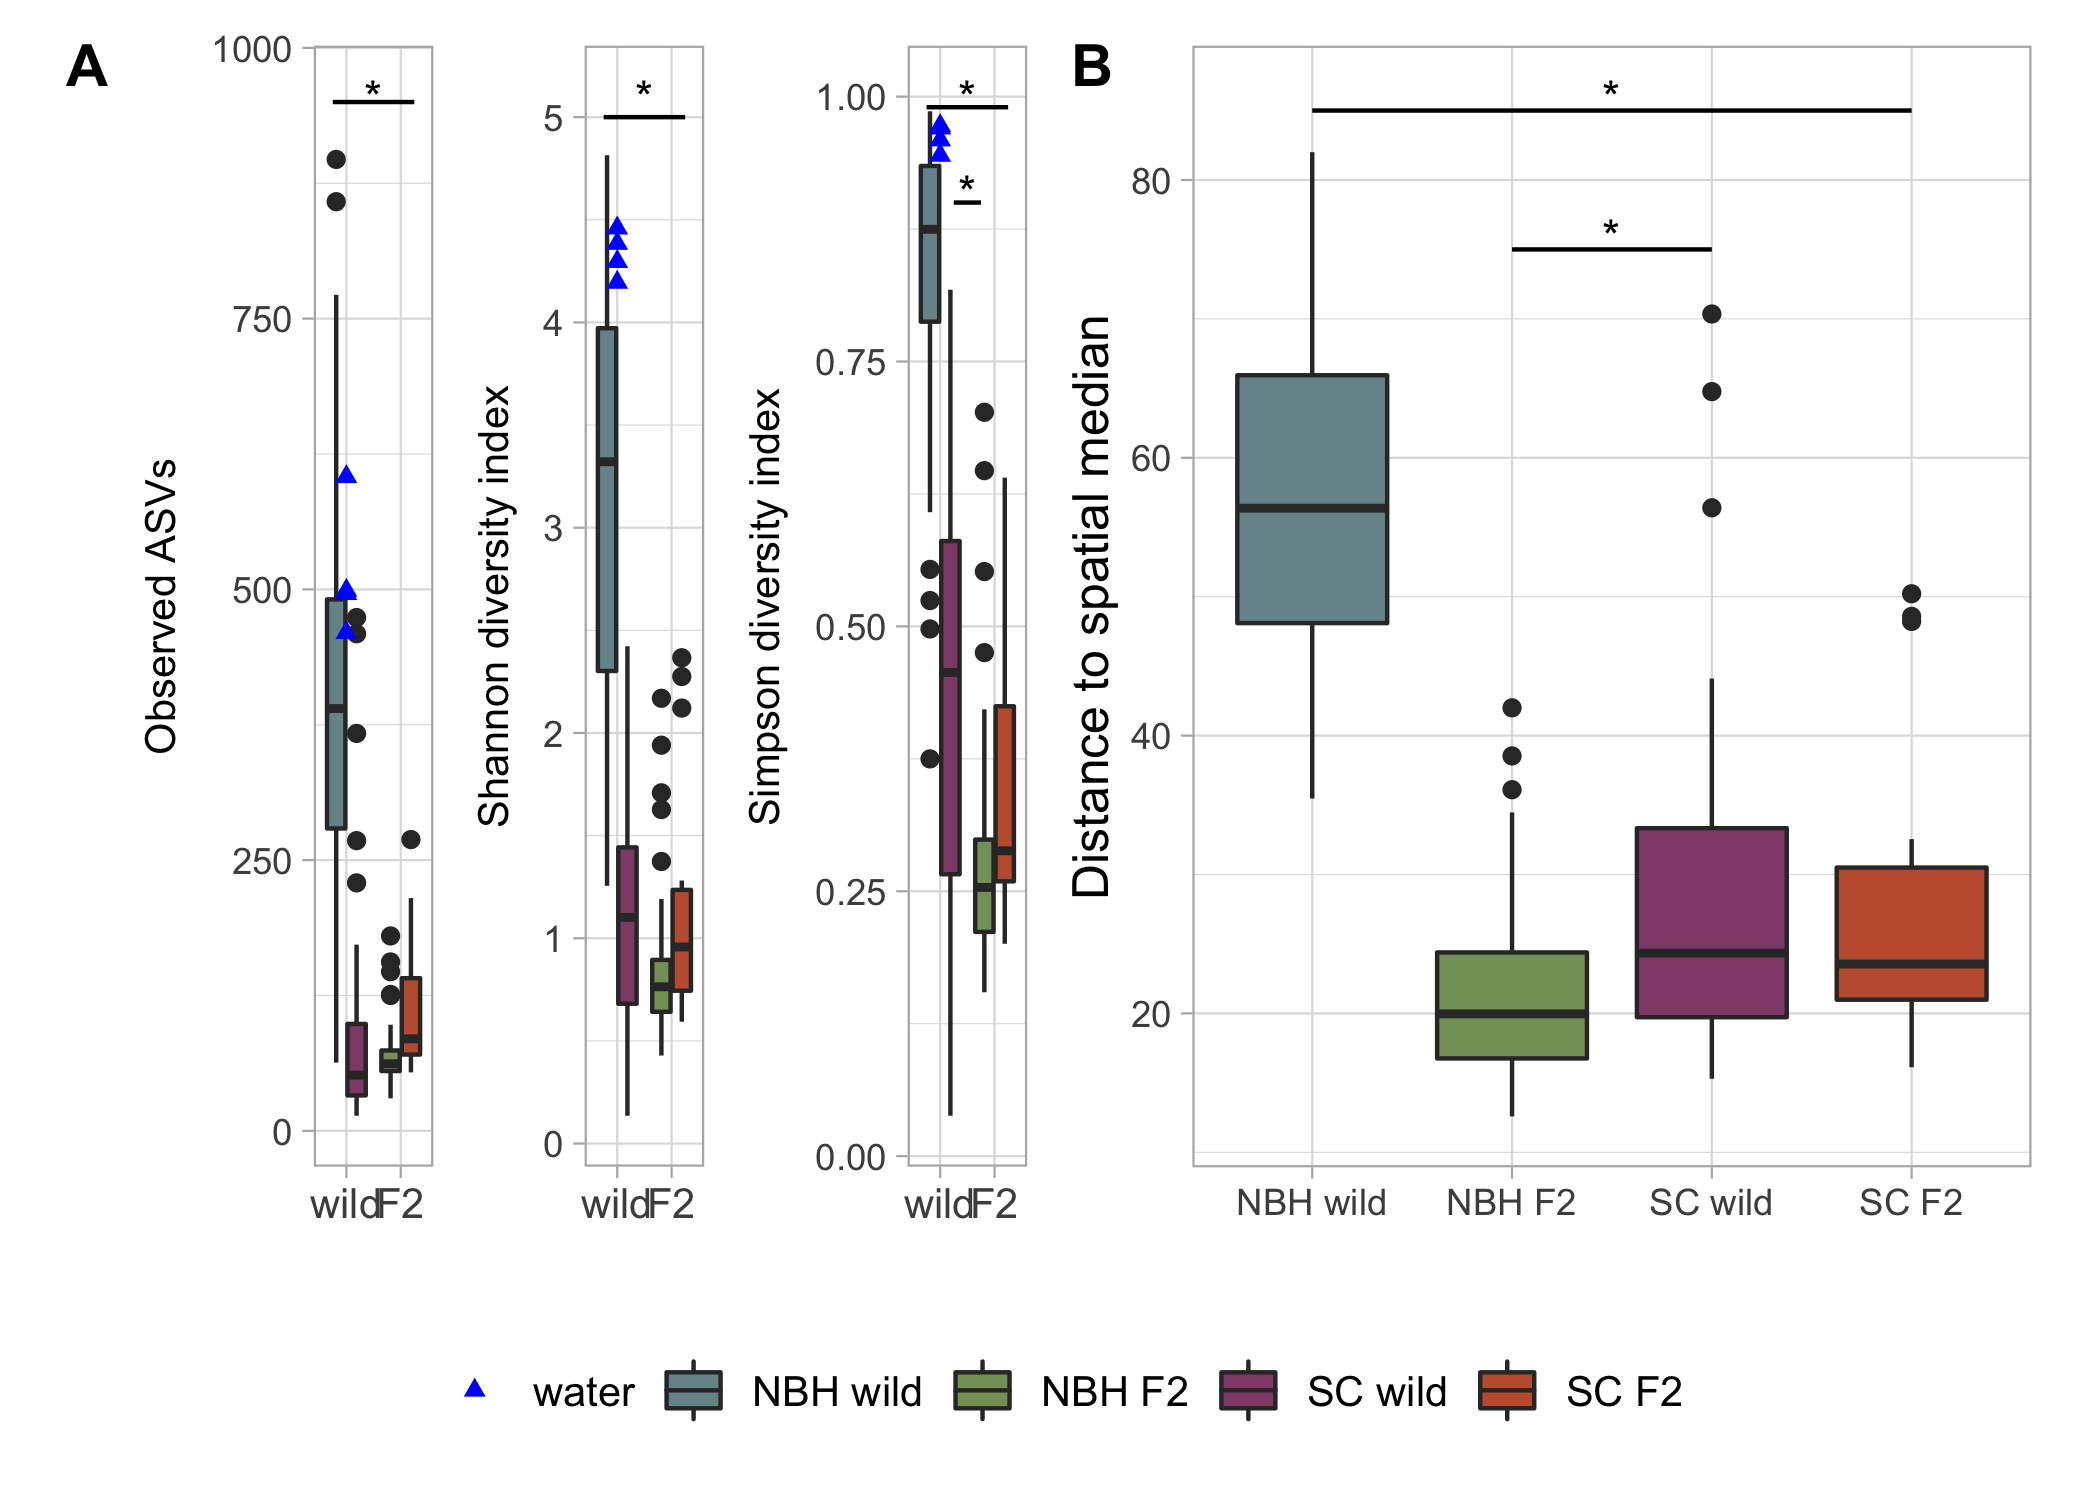 A
Observed ASVs
1000
750
500
250
0
*
wild F2
Shannon diversity index
5
4
3
2
1
0
*
wild F2
Simpson diversity index
1.00
0.75
0.50
0.25
0.00
*
*
wild F2
B
Distance to spatial median
80
60
40
20
*
*
NBH wild NBH F2 SC wild SC F2
water NBH wild NBH F2 SC wild SC F2